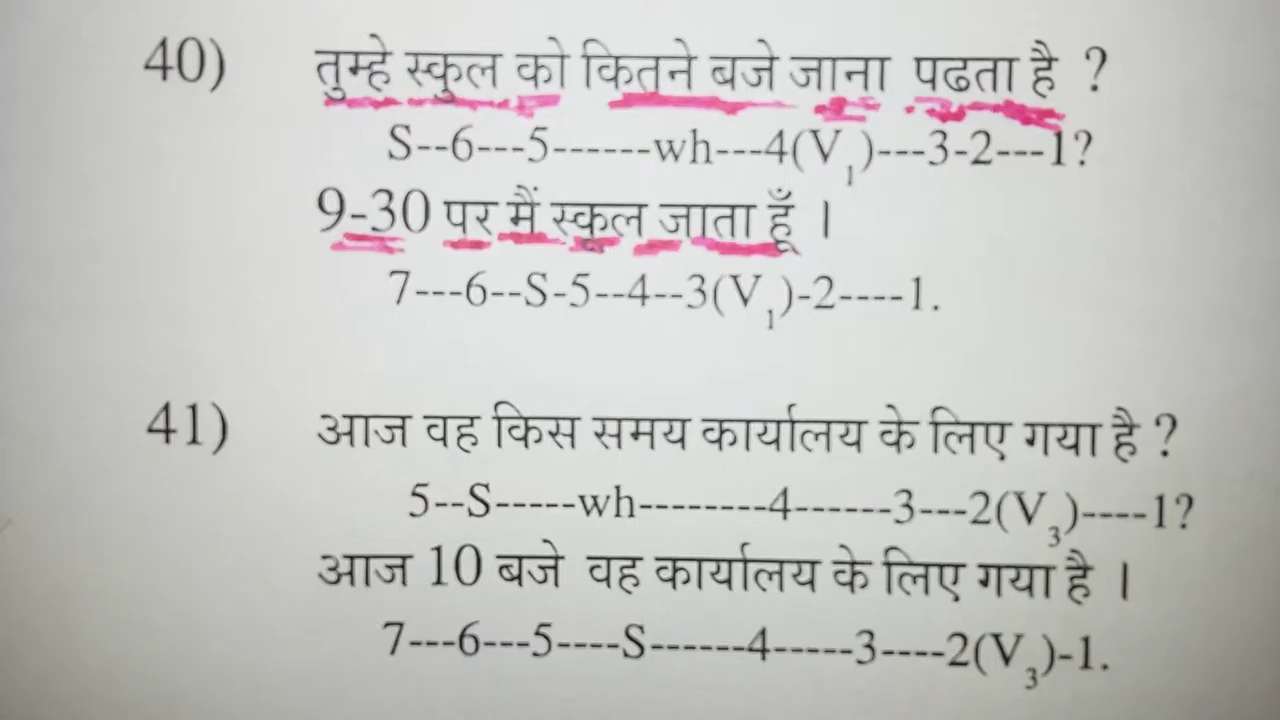 40) तुम्हे स्कुल को कितने बजे जाना पढता है ?
S--6---5------wh---4(V1)---3-2---1?
9-30 पर मैं स्कूल जाता हूँ ।
7---6--S-5--4--3(V1)-2----1.
41) आज वह किस समय कार्यालय के लिए गया है ?
5--S-----wh--------4------3---2(V3)----1?
आज 10 बजे वह कार्यालय के लिए गया है ।
7---6---5----S------4-----3----2(V3)-1.